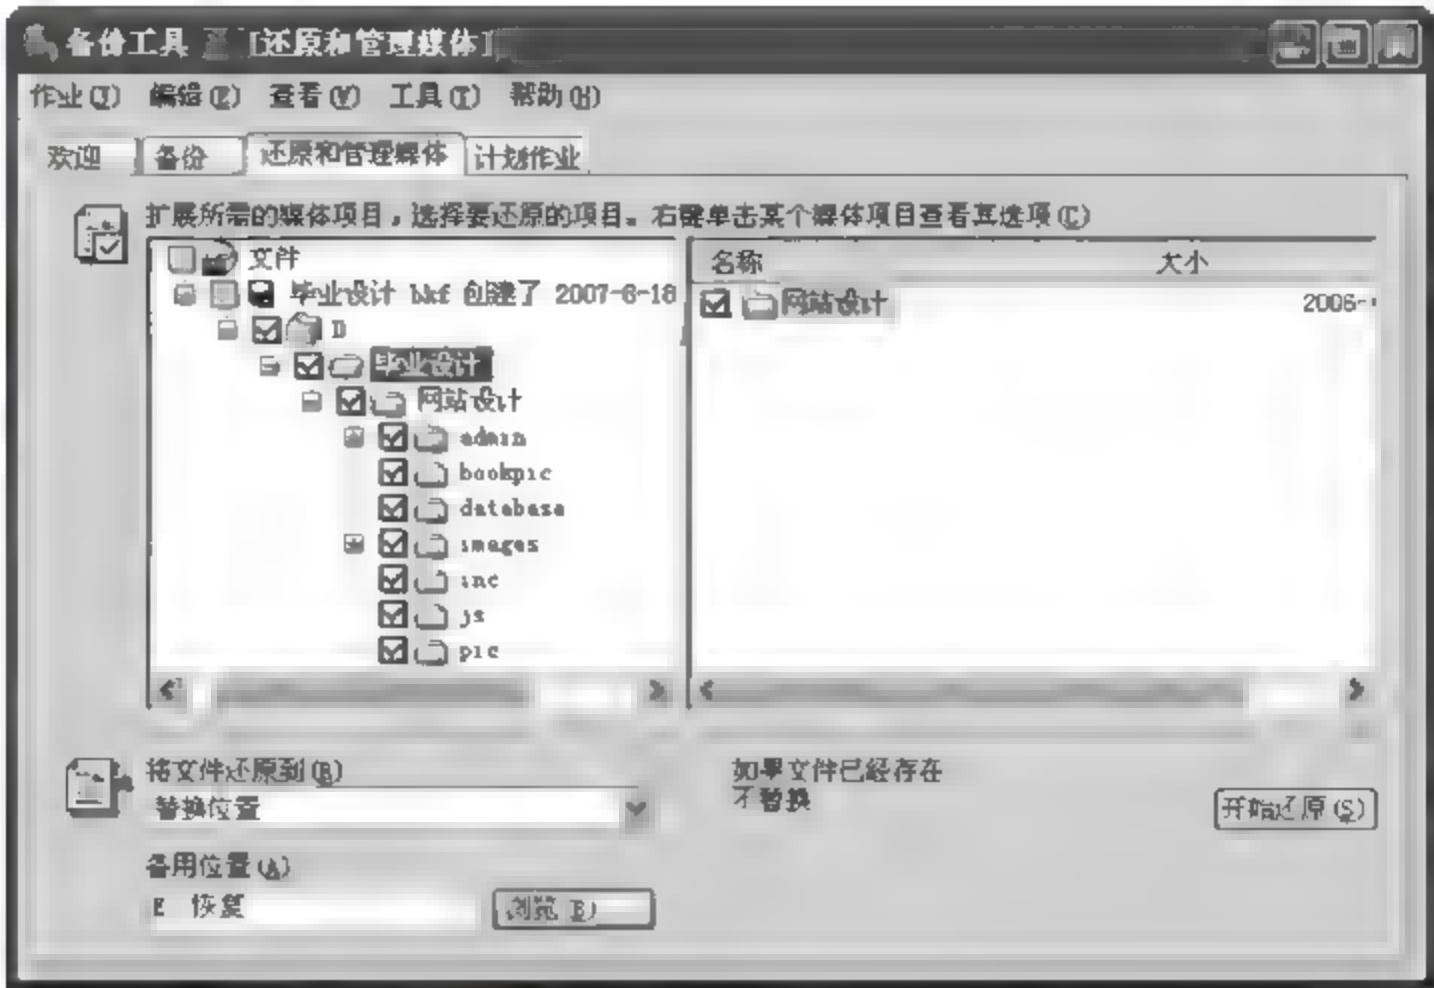 备份工具 [还原和管理媒体]
作业(J) 编辑(E) 查看(V) 工具(T) 帮助(H)
欢迎 备份 还原和管理媒体 计划作业
扩展所需的媒体项目，选择要还原的项目。右键单击某个媒体项目查看其选项(C)
文件
毕业设计 bkf 创建了 2007-6-18
D
毕业设计
网站设计
admin
bookpic
database
images
inc
js
pic
名称 大小
网站设计 2006-
将文件还原到(R)
替换位置
备用位置(A)
E 恢复
浏览 B)
如果文件已经存在
不替换
开始还原(S)